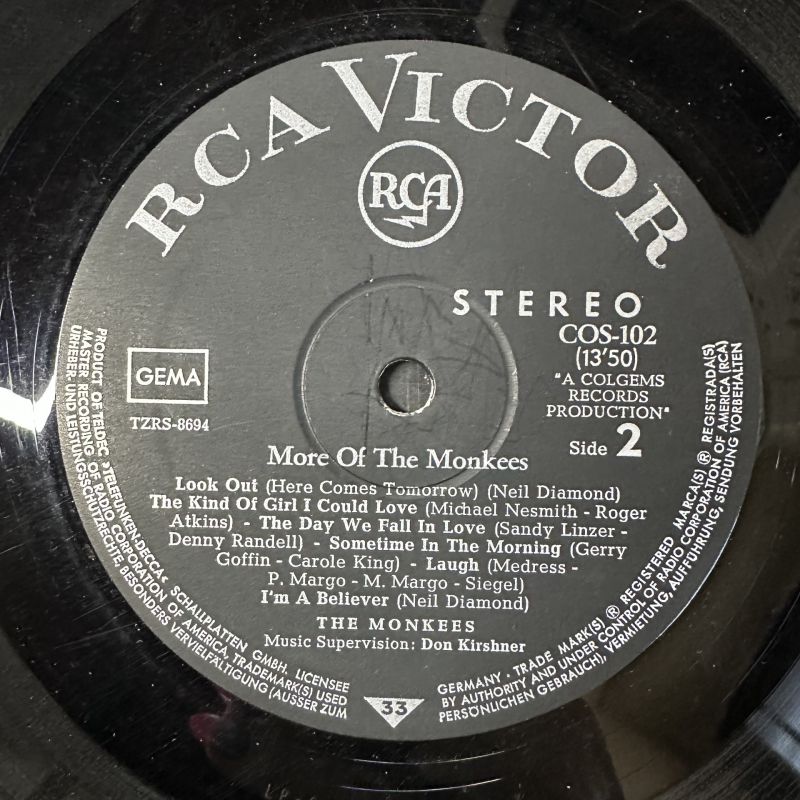 RCA VICTOR
RCA
STEREO
COS-102
(13'50)
"A COLGEMS
RECORDS
PRODUCTION"
Side 2
GEMA
TZRS-8694
More Of The Monkees
Look Out (Here Comes Tomorrow) (Neil Diamond)
The Kind Of Girl I Could Love (Michael Nesmith - Roger
Atkins) - The Day We Fall In Love (Sandy Linzer -
Denny Randell) - Sometime In The Morning (Gerry
Goffin - Carole King) - Laugh (Medress -
P. Margo - M. Margo - Siegel)
I'm A Believer (Neil Diamond)
THE MONKEES
Music Supervision: Don Kirshner
33
PRODUCT OF TELDEC »TELEFUNKEN-DECCA« SCHALLPLATTEN GMBH. LICENSEE
MASTER RECORDING OF RADIO CORPORATION OF AMERICA, TRADEMARK(S) USED
URHEBER- UND LEISTUNGSSCHUTZRECHTE, BESONDERS VERVIELFÄLTIGUNG (AUSSER ZUM
GERMANY · TRADE MARK(S) ® REGISTERED MARCA(S) ® REGISTRADA(S)
BY AUTHORITY AND UNDER CONTROL OF RADIO CORPORATION OF AMERICA (RCA)
PERSÖNLICHEN GEBRAUCH), VERMIETUNG, AUFFÜHRUNG, SENDUNG VORBEHALTEN